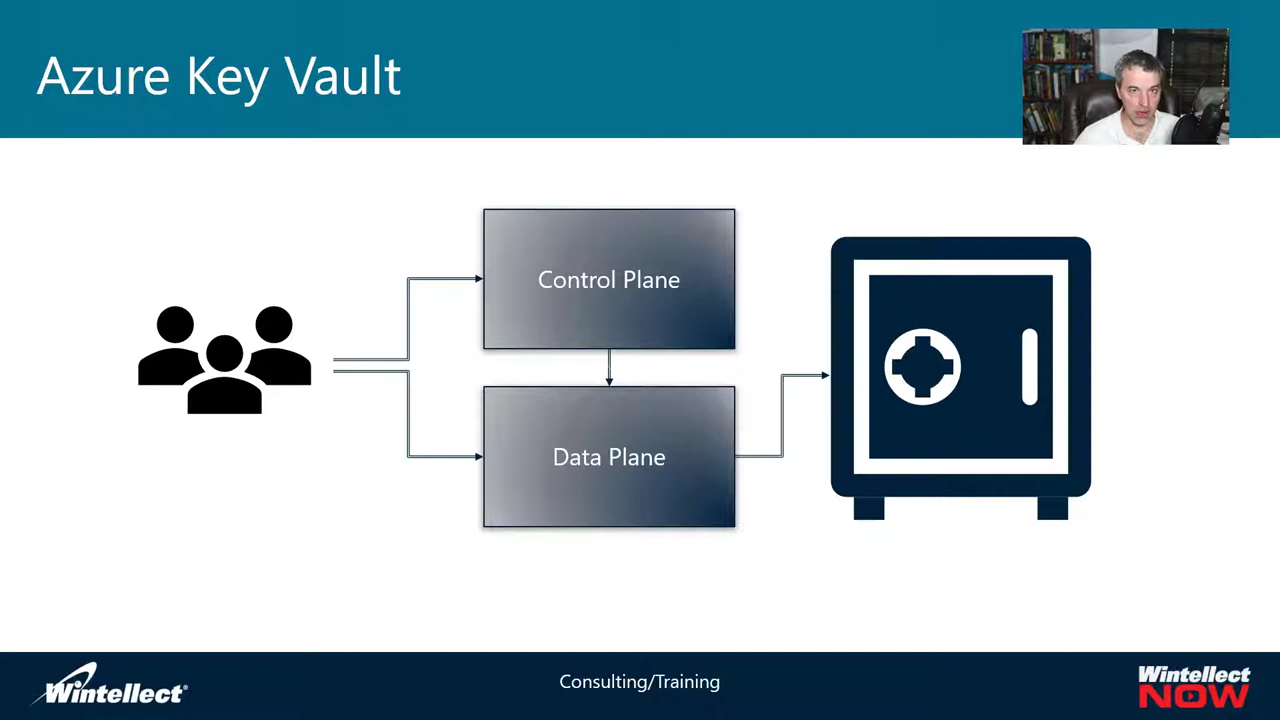 Azure Key Vault
Control Plane
Data Plane
Wintellect
Consulting/Training
Wintellect
NOW